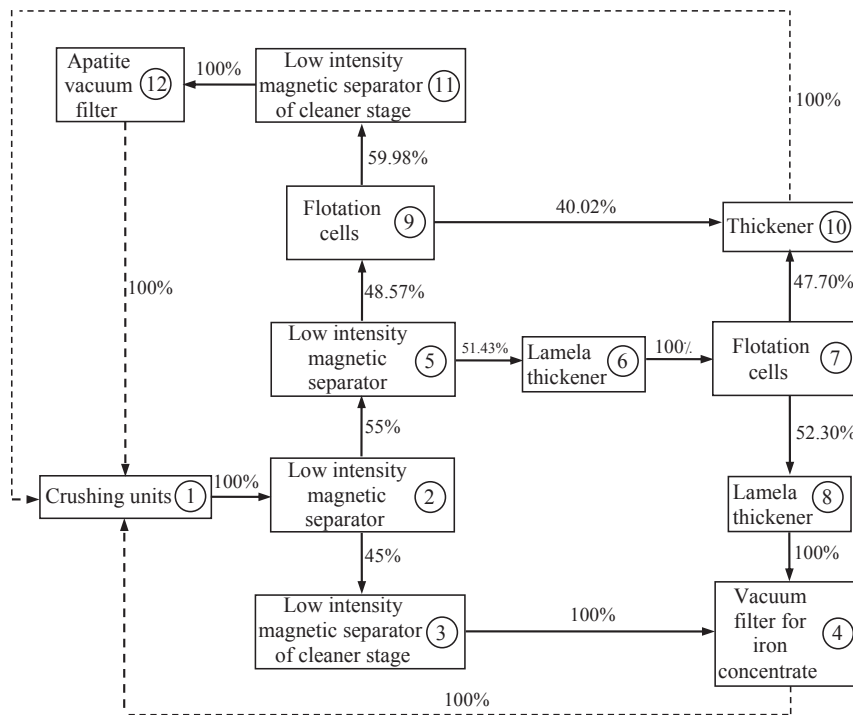 Apatite
vacuum
filter
12
100%
Low intensity
magnetic separator
of cleaner stage
11
100%
59.98%
Flotation
cells
9
40.02%
Thickener
10
100%
48.57%
47.70%
Low intensity
magnetic
separator
5
51.43%
Lamela
thickener
6
100%
Flotation
cells
7
55%
52.30%
Crushing units
1
100%
Low intensity
magnetic
separator
2
Lamela
thickener
8
45%
100%
Low intensity
magnetic separator
of cleaner stage
3
100%
Vacuum
filter for
iron
concentrate
4
100%